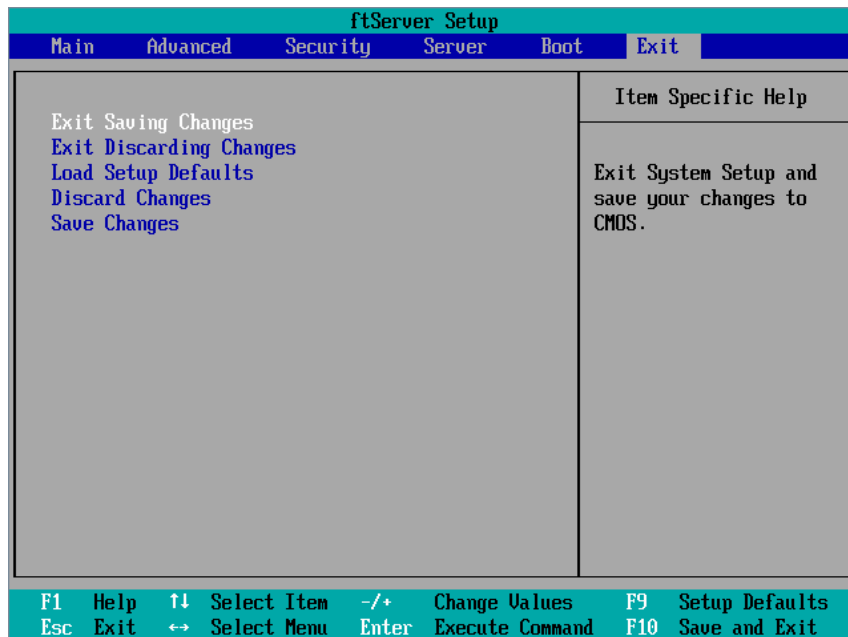 ftServer Setup
Main Advanced Security Server Boot Exit
Item Specific Help
Exit Saving Changes
Exit Discarding Changes
Load Setup Defaults
Discard Changes
Save Changes
Exit System Setup and
save your changes to
CMOS.
F1 Help ↑↓ Select Item -/+ Change Values F9 Setup Defaults
Esc Exit ↔ Select Menu Enter Execute Command F10 Save and Exit